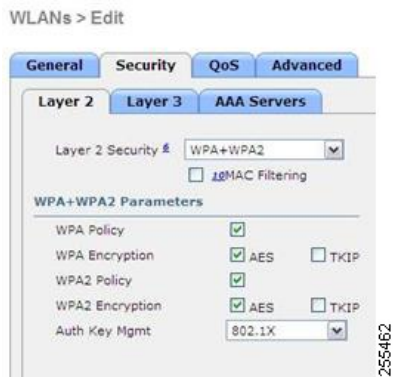 WLANs > Edit
General Security QoS Advanced
Layer 2 Layer 3 AAA Servers
Layer 2 Security 6 WPA+WPA2
10MAC Filtering
WPA+WPA2 Parameters
WPA Policy
WPA Encryption AES TKIP
WPA2 Policy
WPA2 Encryption AES TKIP
Auth Key Mgmt 802.1X
255462